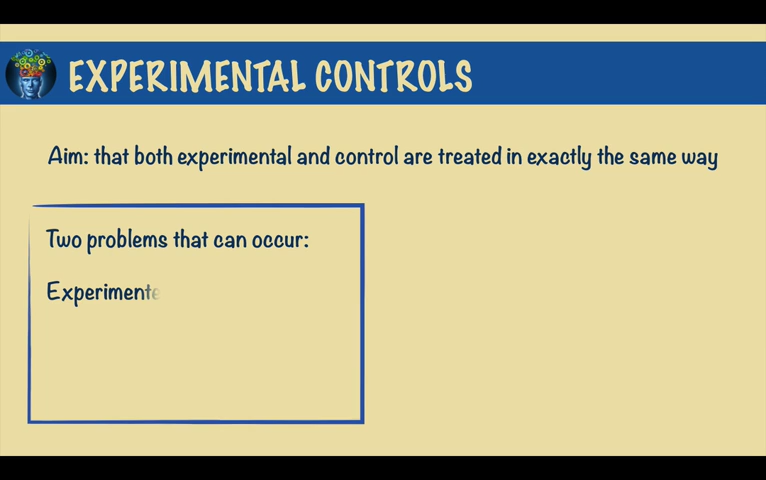 EXPERIMENTAL CONTROLS
Aim: that both experimental and control are treated in exactly the same way
Two problems that can occur:
Experimente